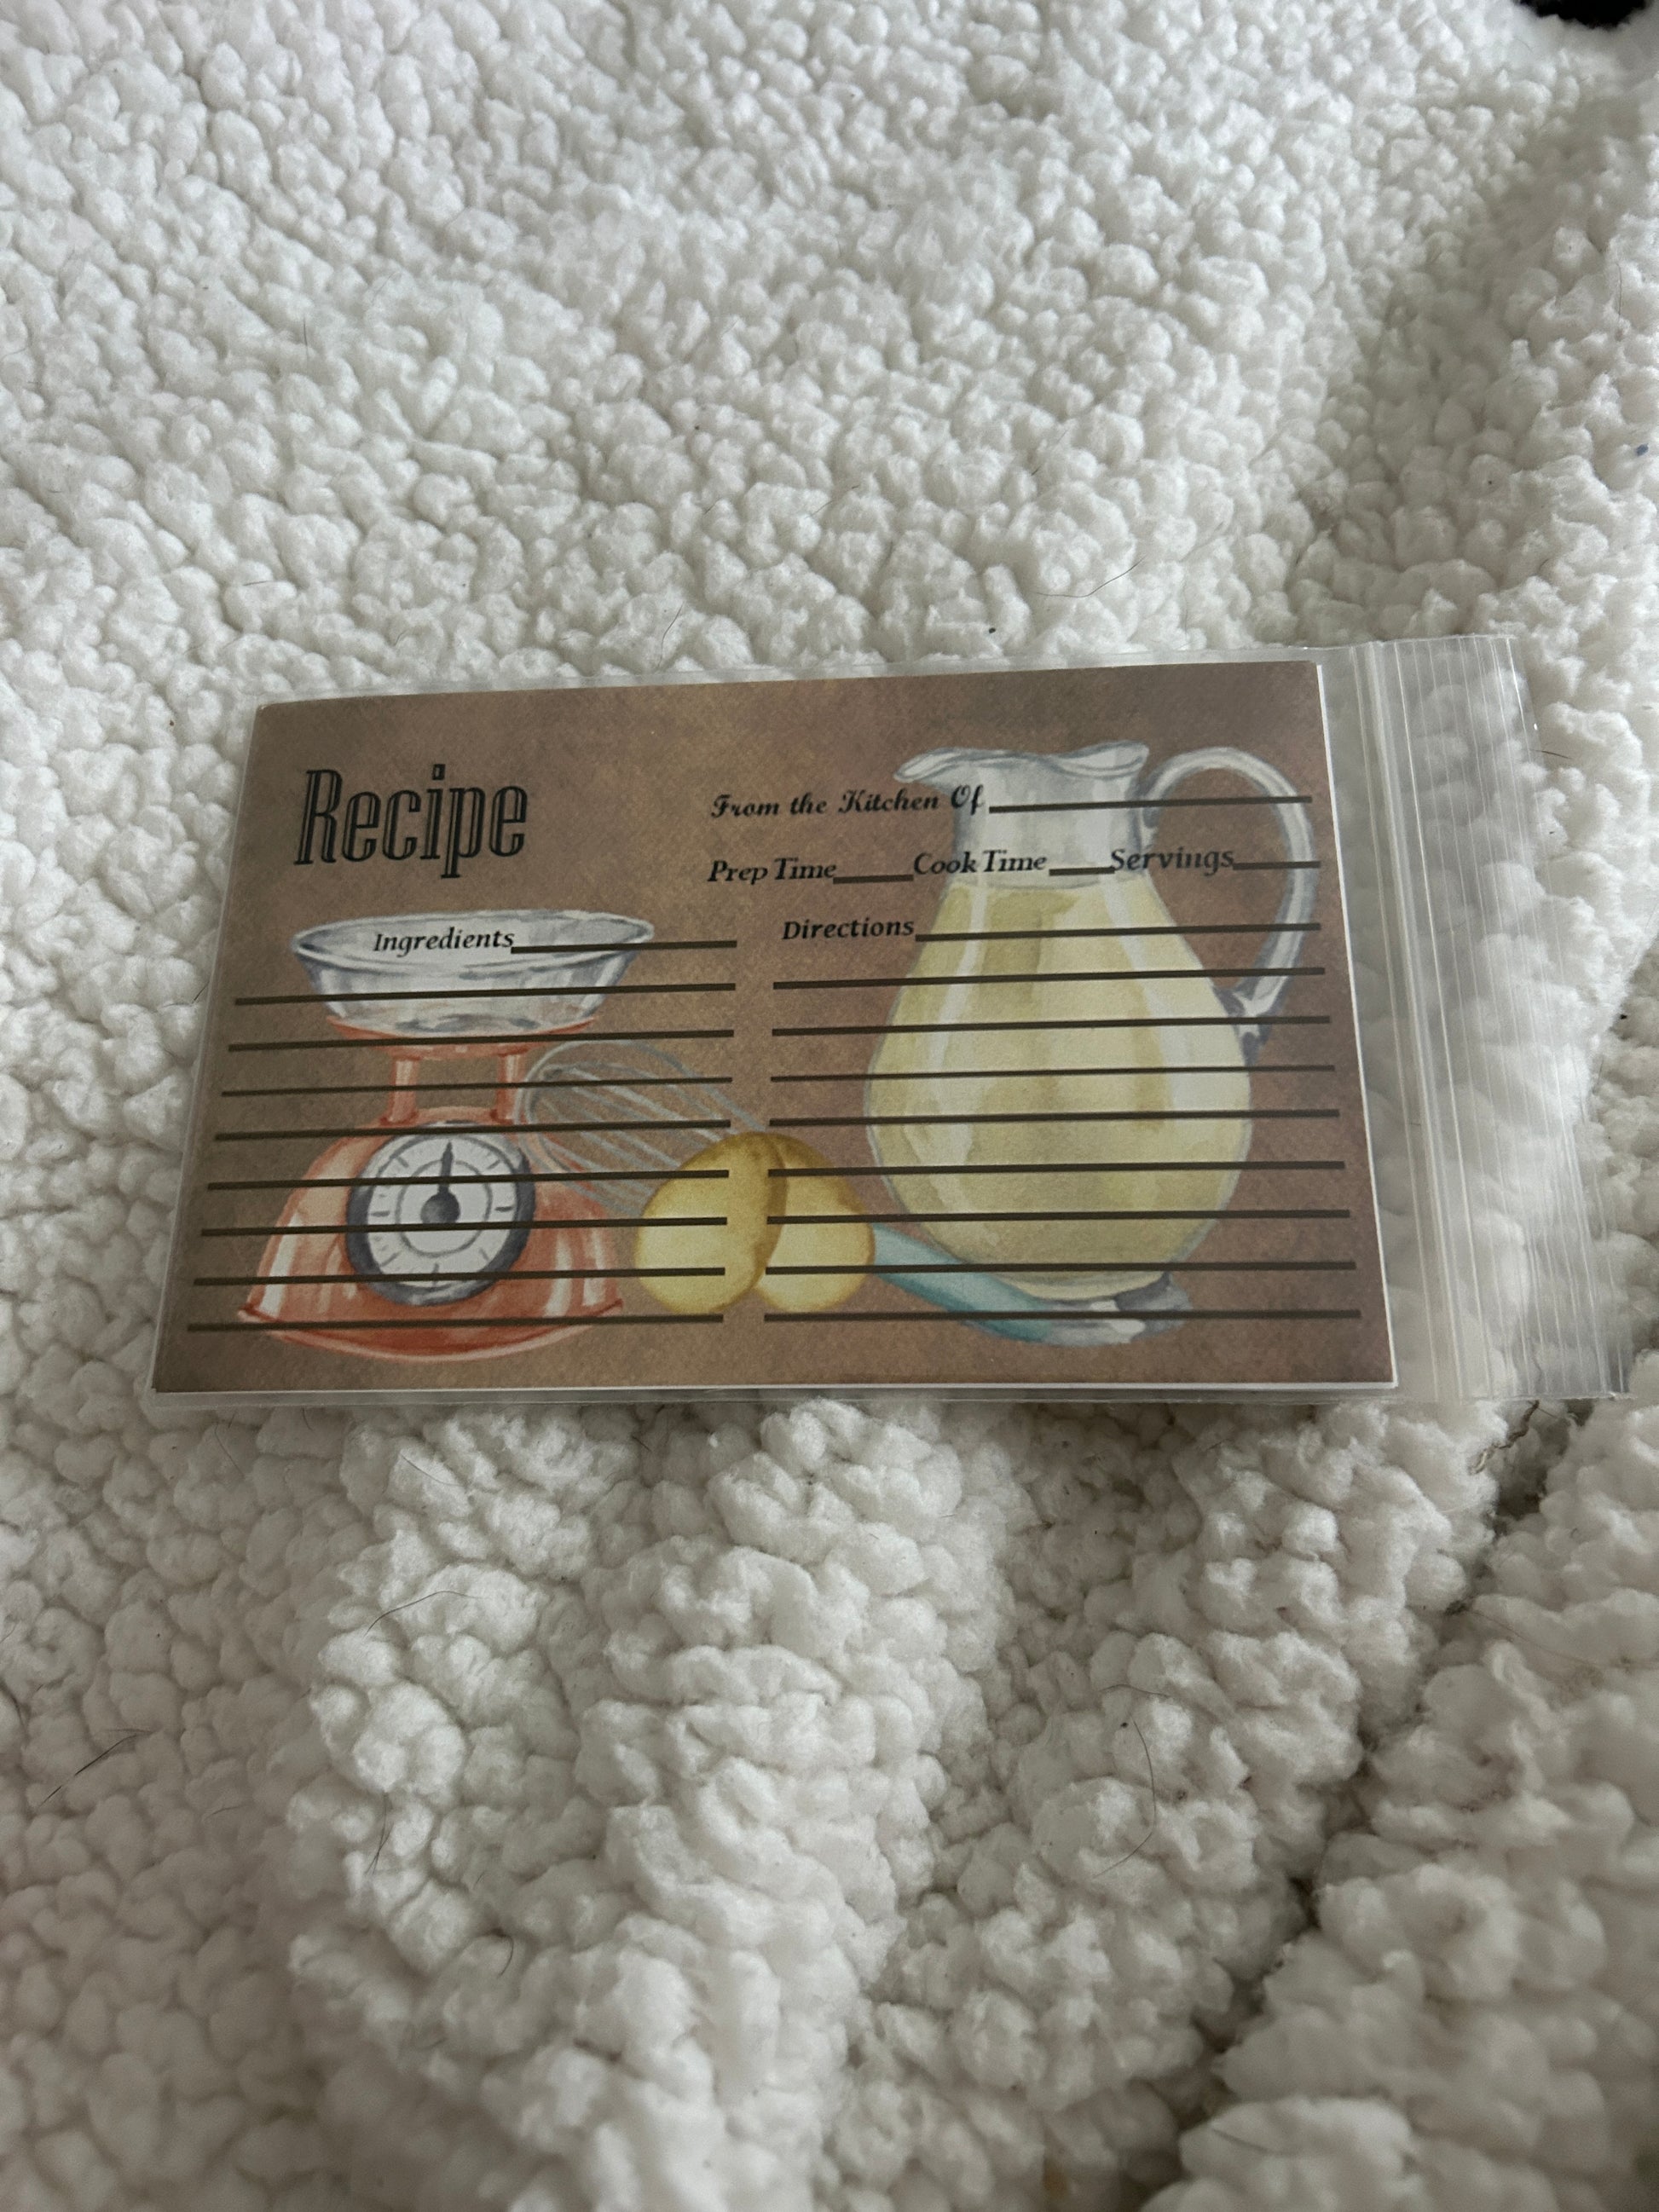 Recipe
From the Kitchen Of
Prep Time Cook Time Servings
Ingredients
Directions